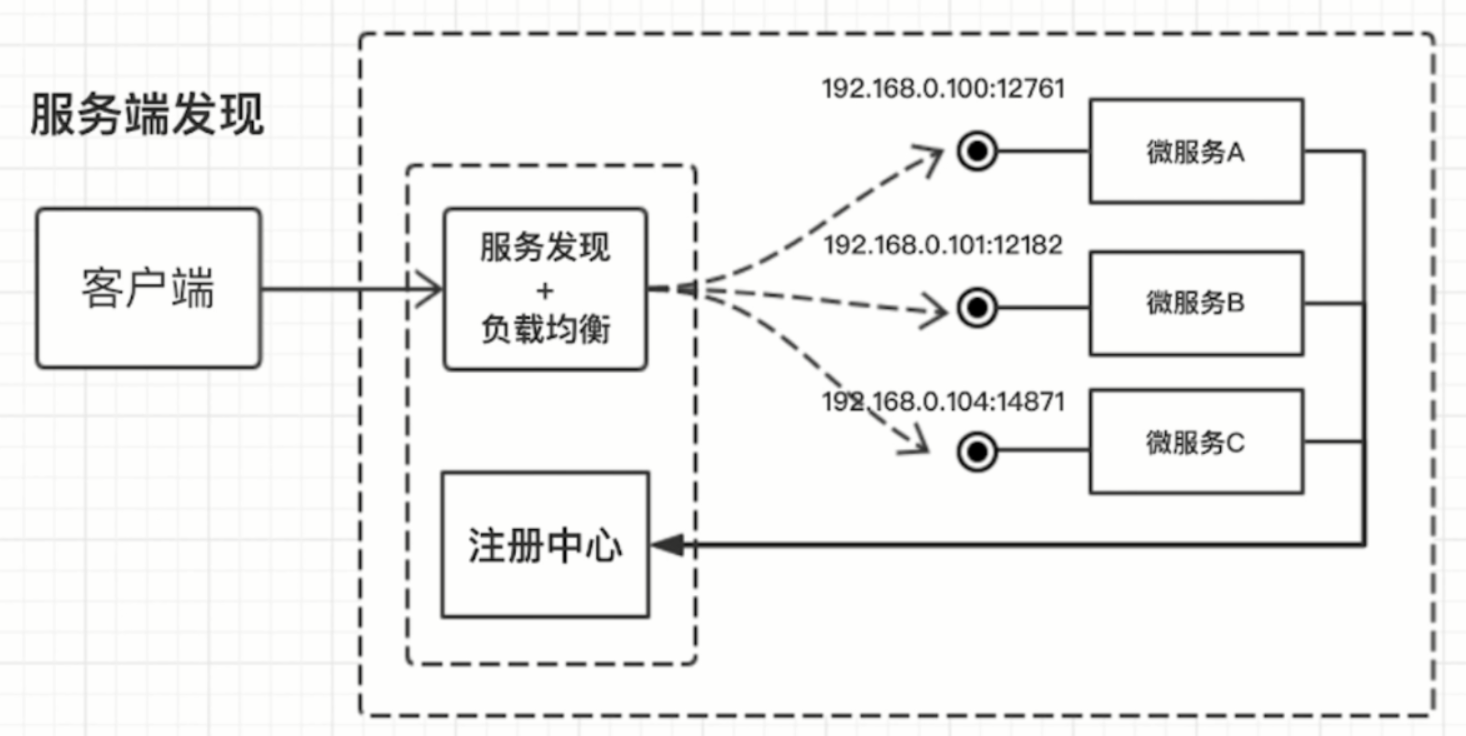 服务端发现
客户端
服务发现
+
负载均衡
注册中心
192.168.0.100:12761
微服务A
192.168.0.101:12182
微服务B
192.168.0.104:14871
微服务C